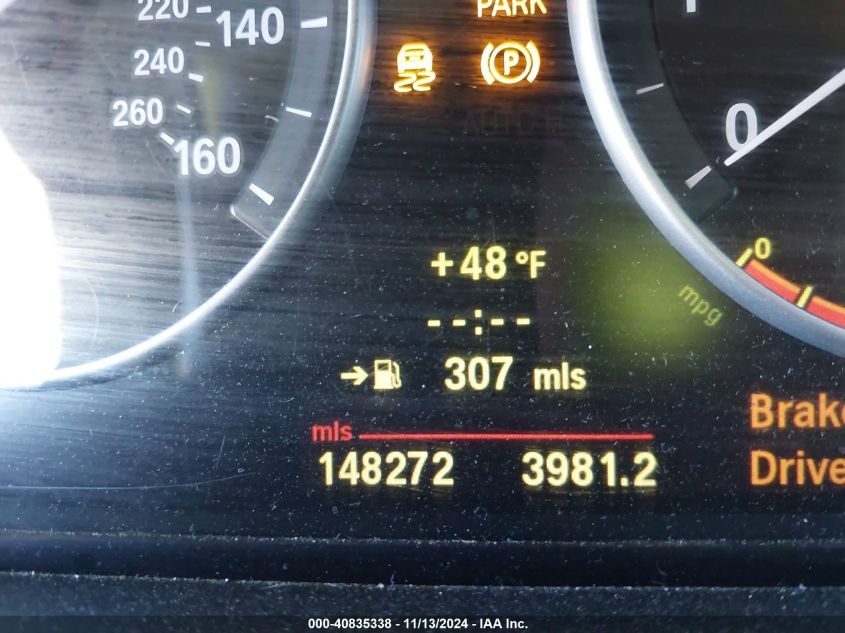 PARK
220
140
240
260
160
P
0
0
mpg
+48 °F
--:--
307 mls
mls
148272 3981.2
Brake
Drive
000-40835338 - 11/13/2024 - IAA Inc.